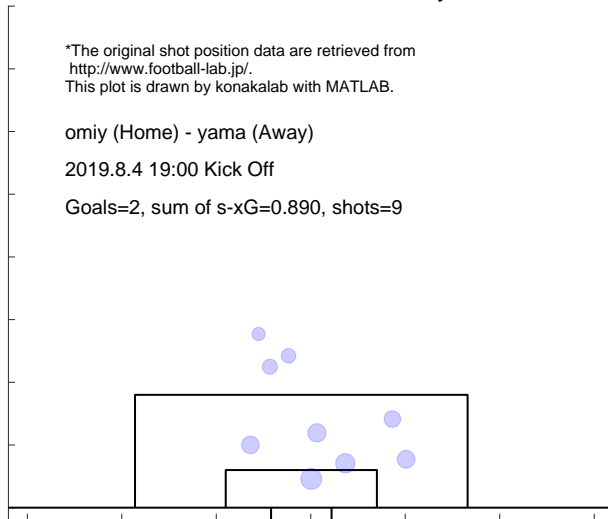 *The original shot position data are retrieved from
http://www.football-lab.jp/.
This plot is drawn by konakalab with MATLAB.
omiy (Home) - yama (Away)
2019.8.4 19:00 Kick Off
Goals=2, sum of s-xG=0.890, shots=9